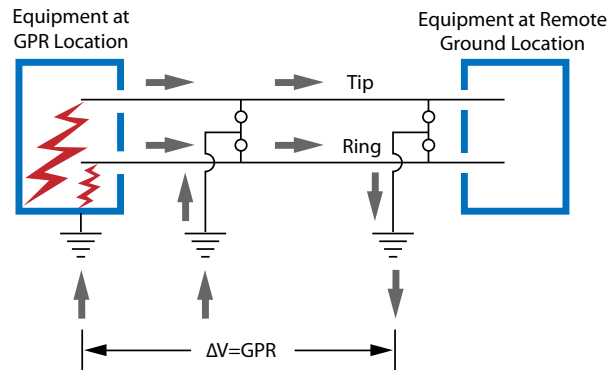 Equipment at
GPR Location
Equipment at Remote
Ground Location
Tip
Ring
ΔV=GPR